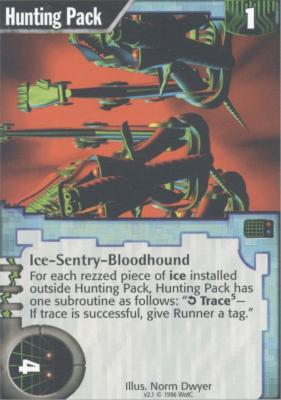 Hunting Pack
1
Ice-Sentry-Bloodhound
For each rezzed piece of ice installed
outside Hunting Pack, Hunting Pack has
one subroutine as follows: "➲ Trace⁵—
If trace is successful, give Runner a tag."
4
Illus. Norm Dwyer
v2.1 © 1996 WotC